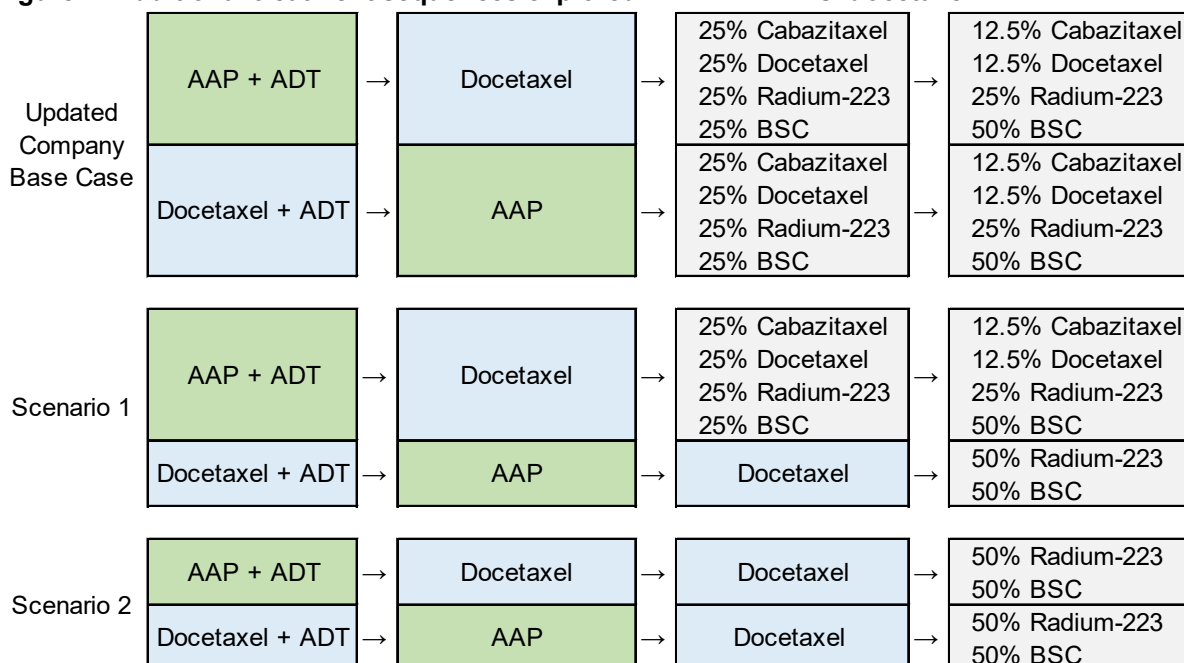 Updated
Company
Base Case
AAP + ADT → Docetaxel →
25% Cabazitaxel
25% Docetaxel
25% Radium-223
25% BSC
→
12.5% Cabazitaxel
12.5% Docetaxel
25% Radium-223
50% BSC
Docetaxel + ADT → AAP →
25% Cabazitaxel
25% Docetaxel
25% Radium-223
25% BSC
→
12.5% Cabazitaxel
12.5% Docetaxel
25% Radium-223
50% BSC
Scenario 1
AAP + ADT → Docetaxel →
25% Cabazitaxel
25% Docetaxel
25% Radium-223
25% BSC
→
12.5% Cabazitaxel
12.5% Docetaxel
25% Radium-223
50% BSC
Docetaxel + ADT → AAP → Docetaxel →
50% Radium-223
50% BSC
Scenario 2
AAP + ADT → Docetaxel → Docetaxel →
50% Radium-223
50% BSC
Docetaxel + ADT → AAP → Docetaxel →
50% Radium-223
50% BSC